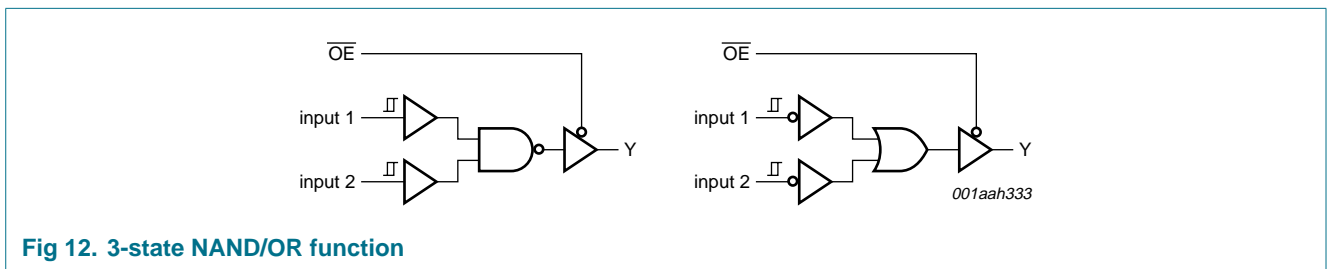 OE
input 1
input 2
Y
OE
input 1
input 2
Y
001aah333
Fig 12. 3-state NAND/OR function